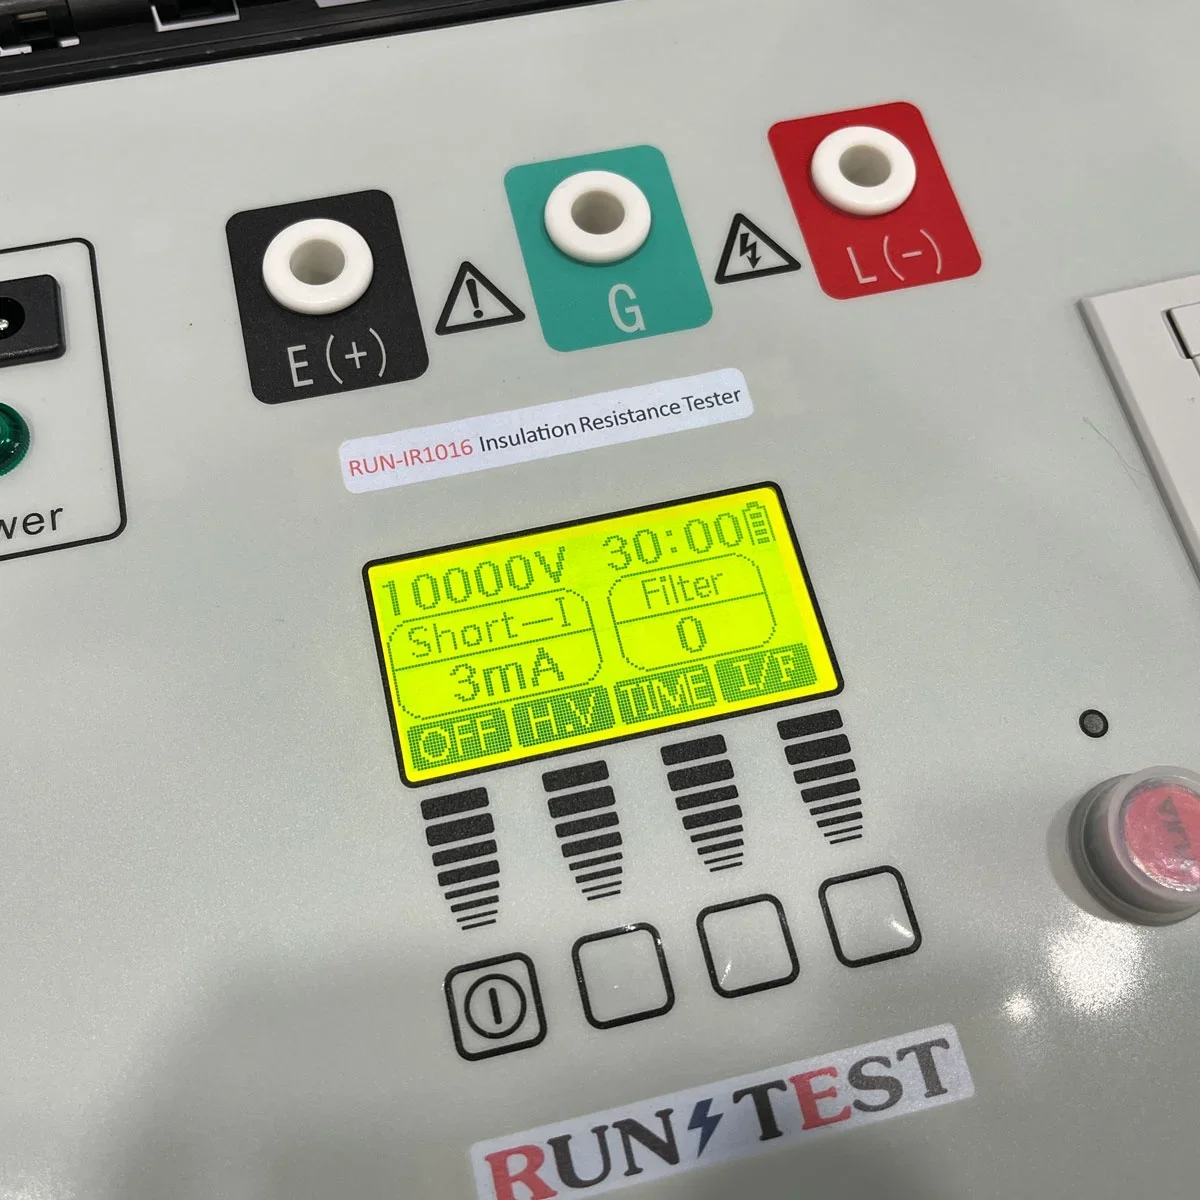 E(+)
G
L(-)
wer
RUN-IR1016 Insulation Resistance Tester
10000V 30:00
Short-I Filter
3mA 0
OFF H.V TIME I/F
RUN TEST